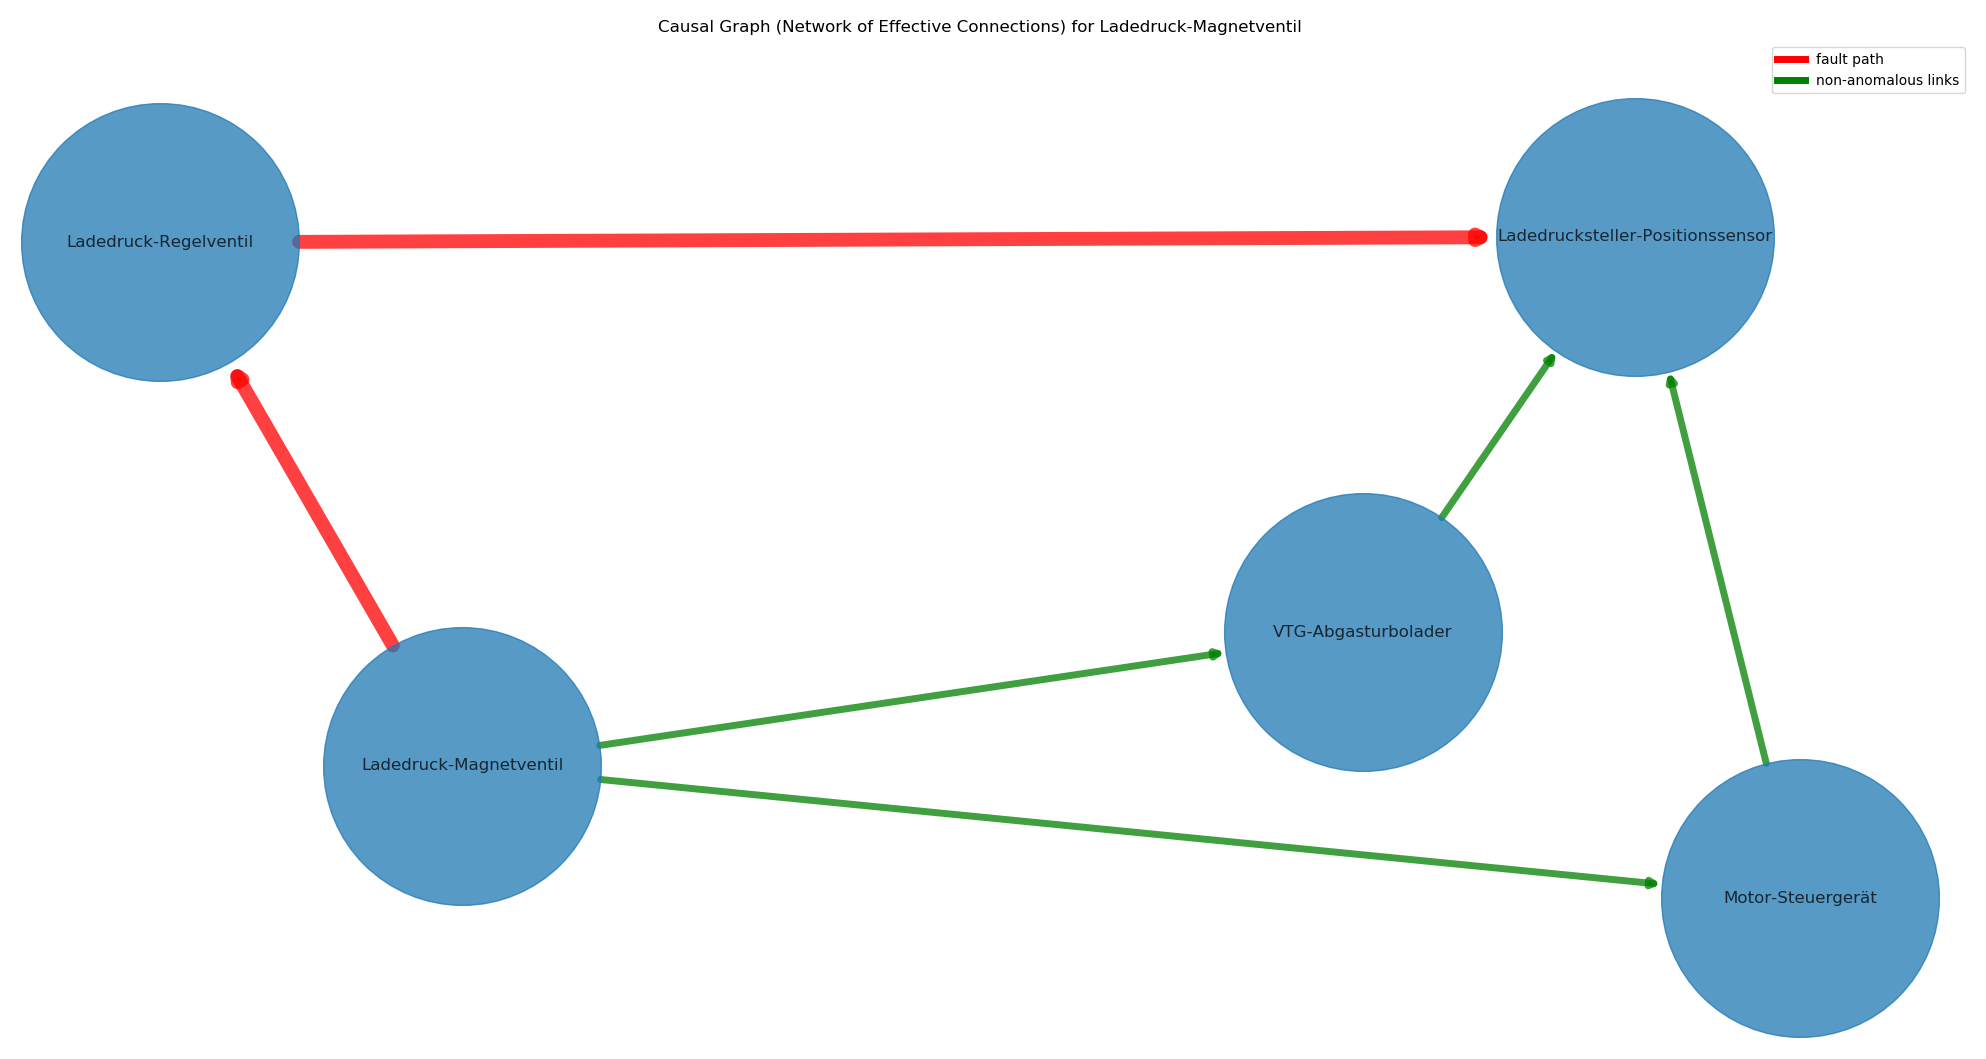 Causal Graph (Network of Effective Connections) for Ladedruck-Magnetventil
fault path
non-anomalous links
Ladedruck-Regelventil
Ladedrucksteller-Positionssensor
VTG-Abgasturbolader
Ladedruck-Magnetventil
Motor-Steuergerät